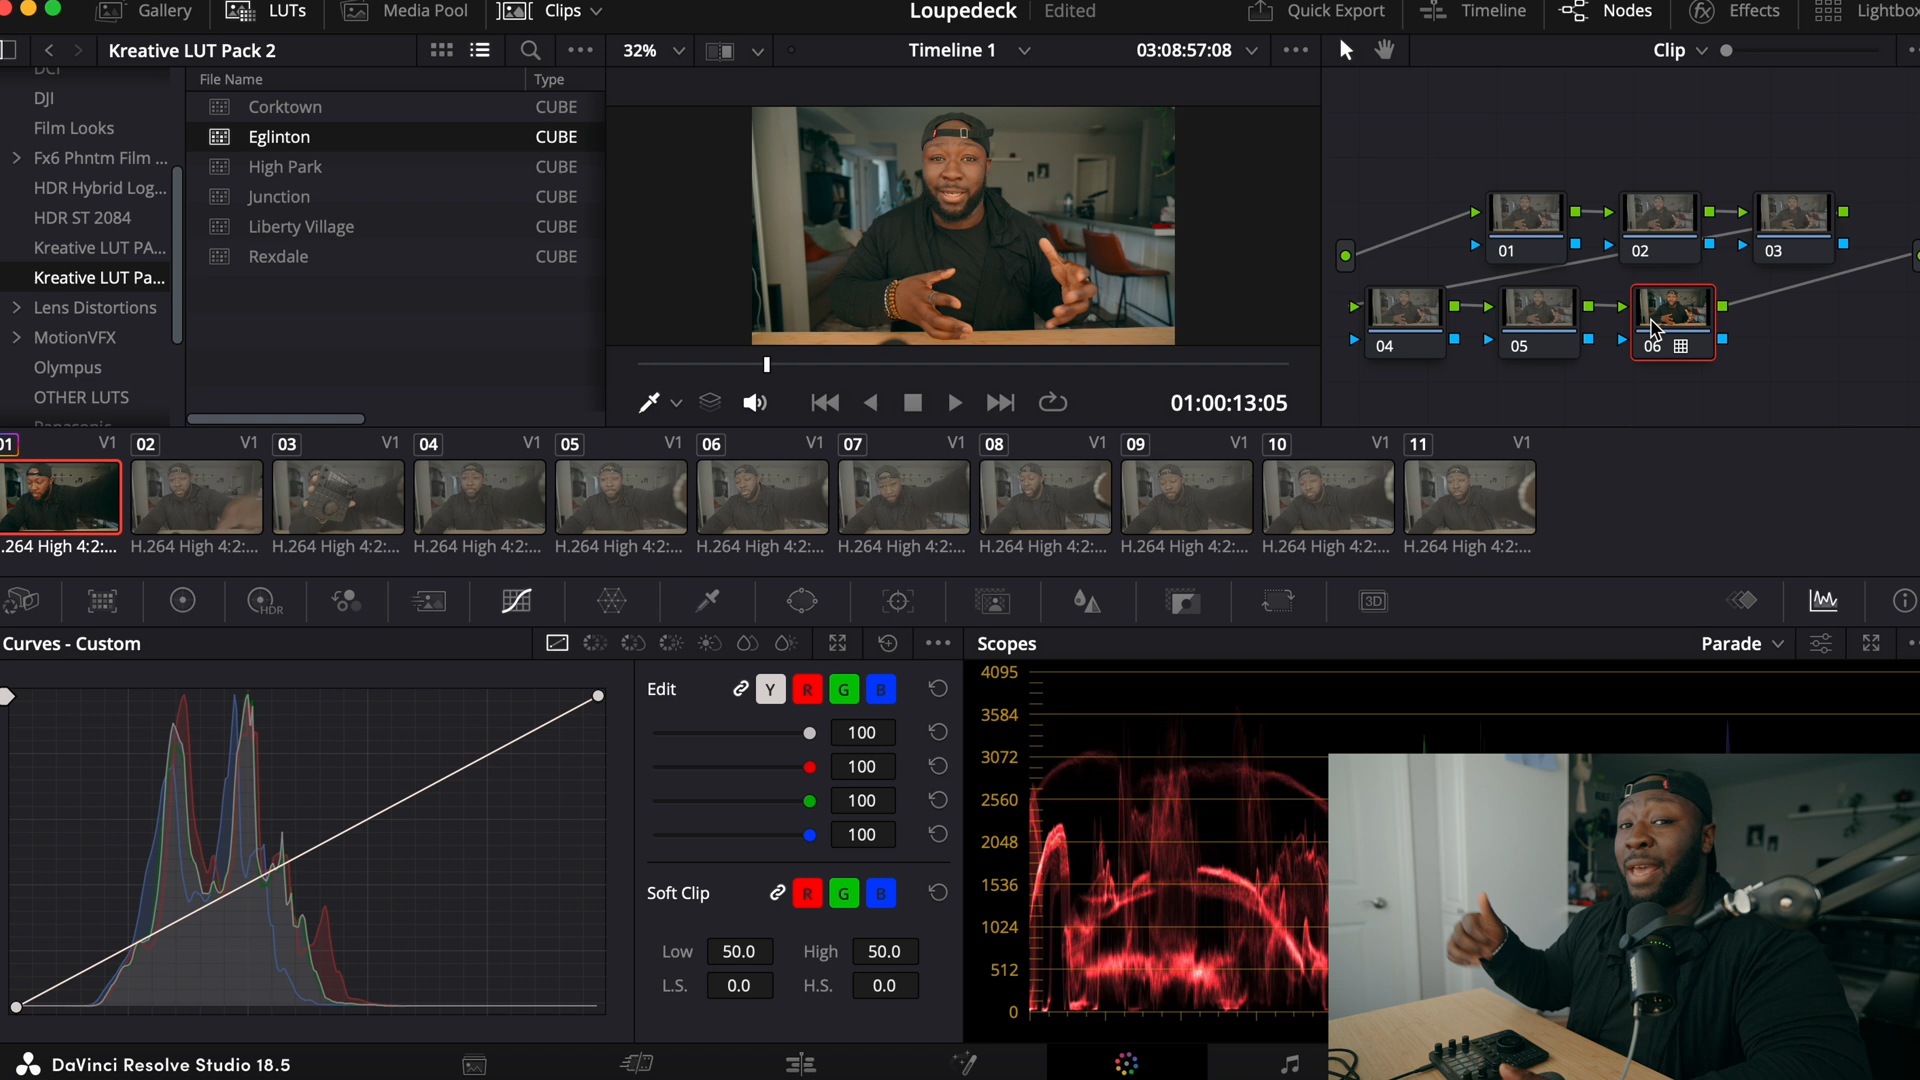 Gallery
LUTs
Media Pool
Clips
Loupedeck
Edited
Quick Export
Timeline
Nodes
Effects
Lightbox
Kreative LUT Pack 2
32%
Timeline 1
03:08:57:08
Clip
DJI
Film Looks
Fx6 Phntm Film ...
HDR Hybrid Log...
HDR ST 2084
Kreative LUT PA...
Kreative LUT Pa...
Lens Distortions
MotionVFX
Olympus
OTHER LUTS
File Name Type
Corktown CUBE
Eglinton CUBE
High Park CUBE
Junction CUBE
Liberty Village CUBE
Rexdale CUBE
01:00:13:05
01 02 03
04 05 06
01 V1 02 V1 03 V1 04 V1 05 V1 06 V1 07 V1 08 V1 09 V1 10 V1 11 V1
.264 High 4:2:... H.264 High 4:2:... H.264 High 4:2:... H.264 High 4:2:... H.264 High 4:2:... H.264 High 4:2:... H.264 High 4:2:... H.264 High 4:2:... H.264 High 4:2:... H.264 High 4:2:... H.264 High 4:2:...
HDR
3D
Curves - Custom
Edit Y R G B
100
100
100
100
Soft Clip R G B
Low 50.0 High 50.0
L.S. 0.0 H.S. 0.0
Scopes
Parade
4095
3584
3072
2560
2048
1536
1024
512
0
DaVinci Resolve Studio 18.5